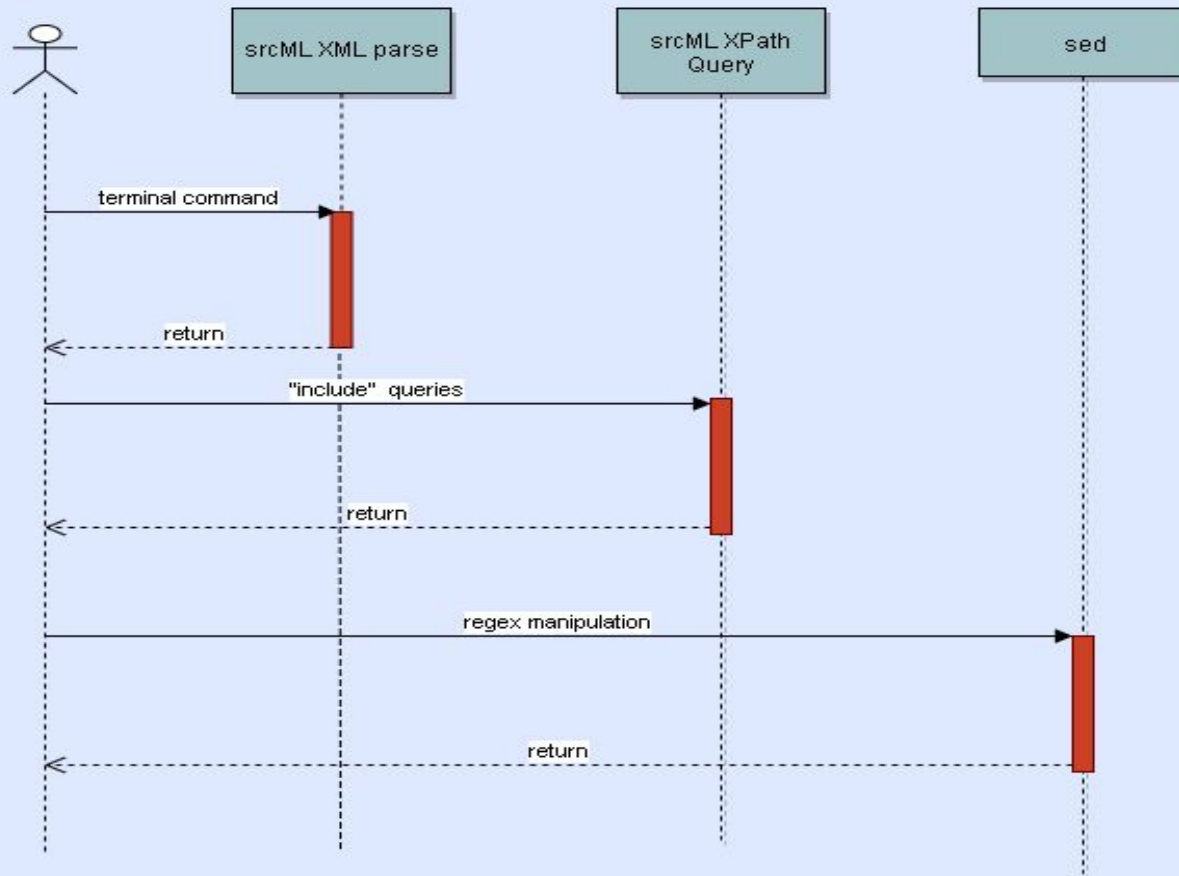 srcML XML parse
srcML XPath
Query
sed
terminal command
return
"include" queries
return
regex manipulation
return